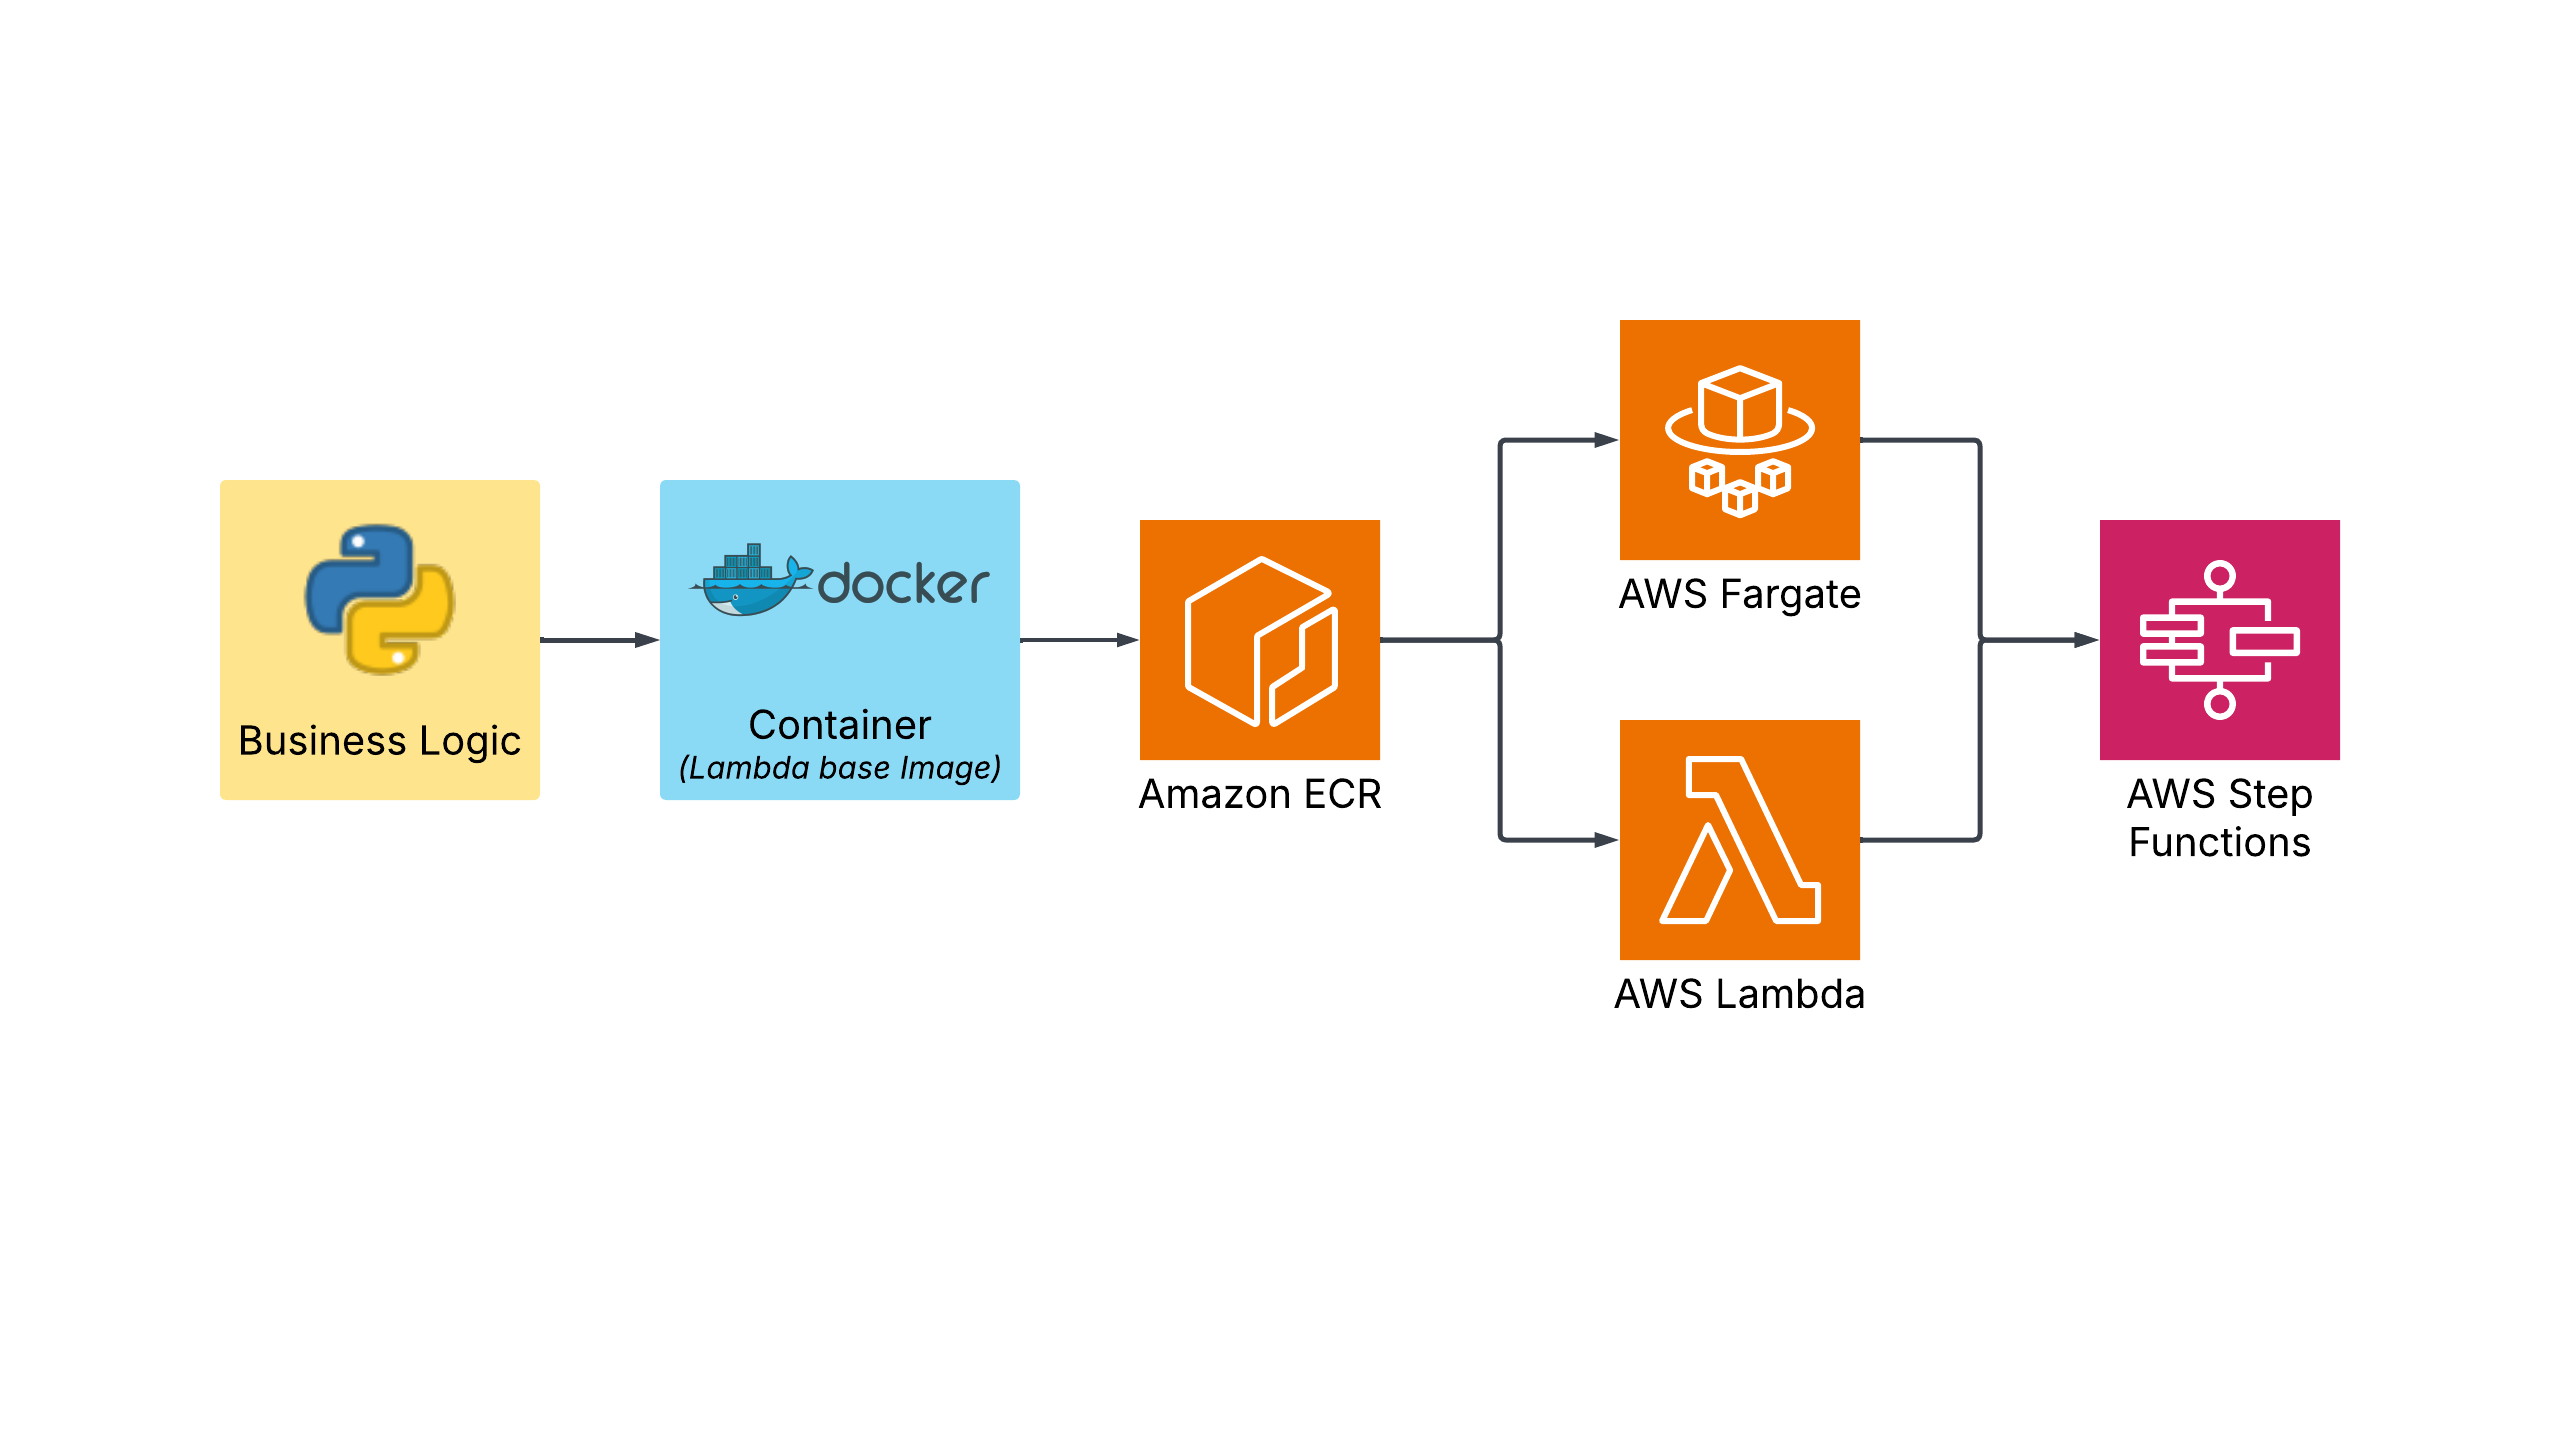 Business Logic
docker
Container
(Lambda base Image)
Amazon ECR
AWS Fargate
AWS Lambda
AWS Step
Functions